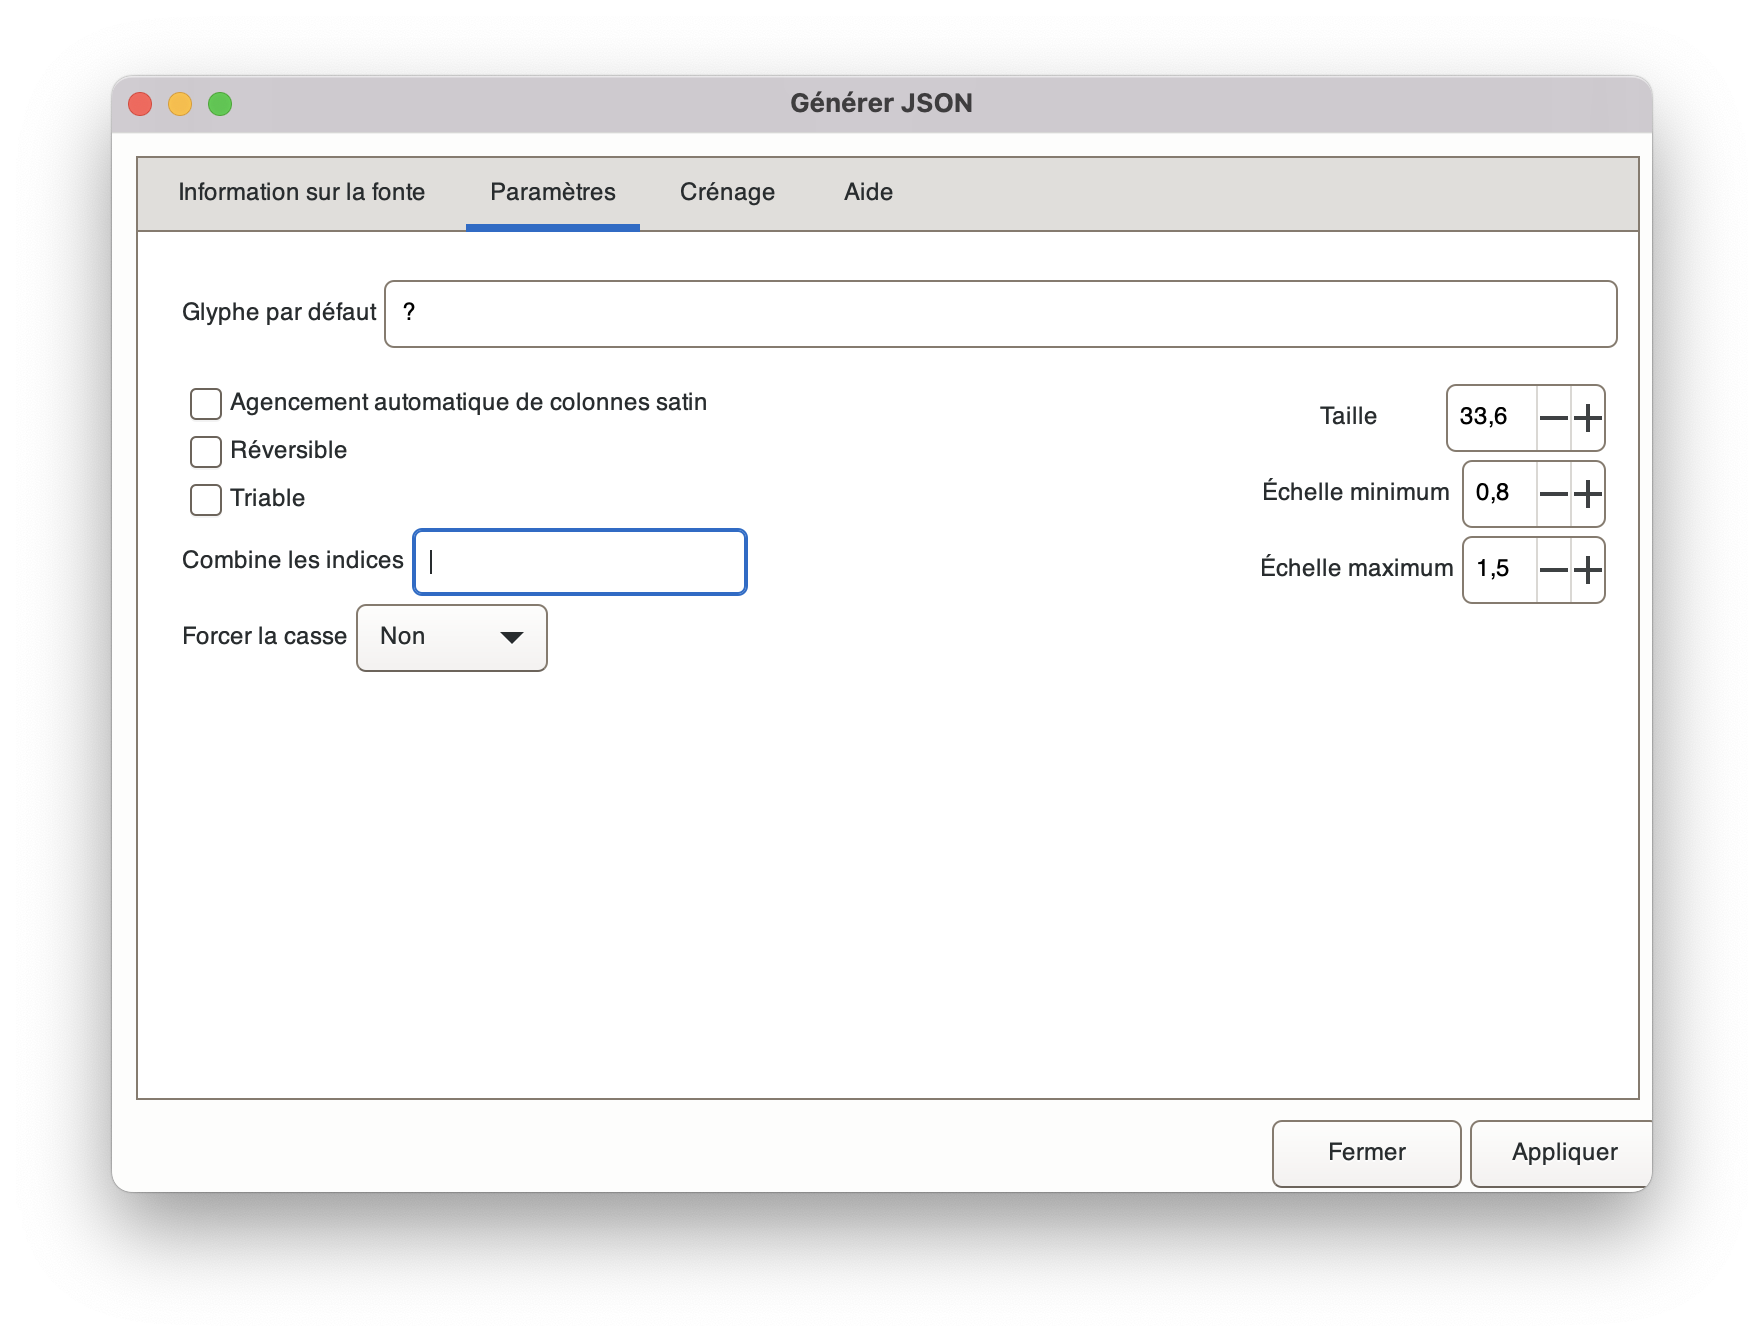 Générer JSON
Information sur la fonte Paramètres Crénage Aide
Glyphe par défaut ?
Agencement automatique de colonnes satin
Réversible
Triable
Combine les indices
Forcer la casse Non
Taille 33,6
Échelle minimum 0,8
Échelle maximum 1,5
Fermer Appliquer